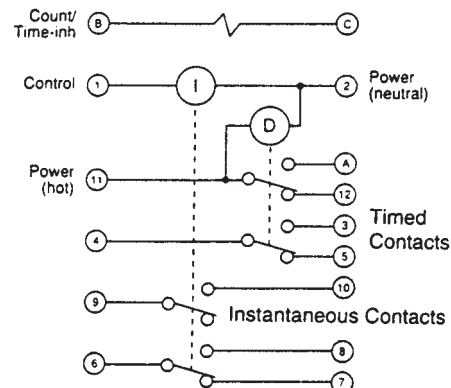 Count/
Time-inh
B
C
Control
1
I
2
Power
(neutral)
D
Power
(hot)
11
A
12
3
Timed
Contacts
4
5
10
9
Instantaneous Contacts
6
8
7